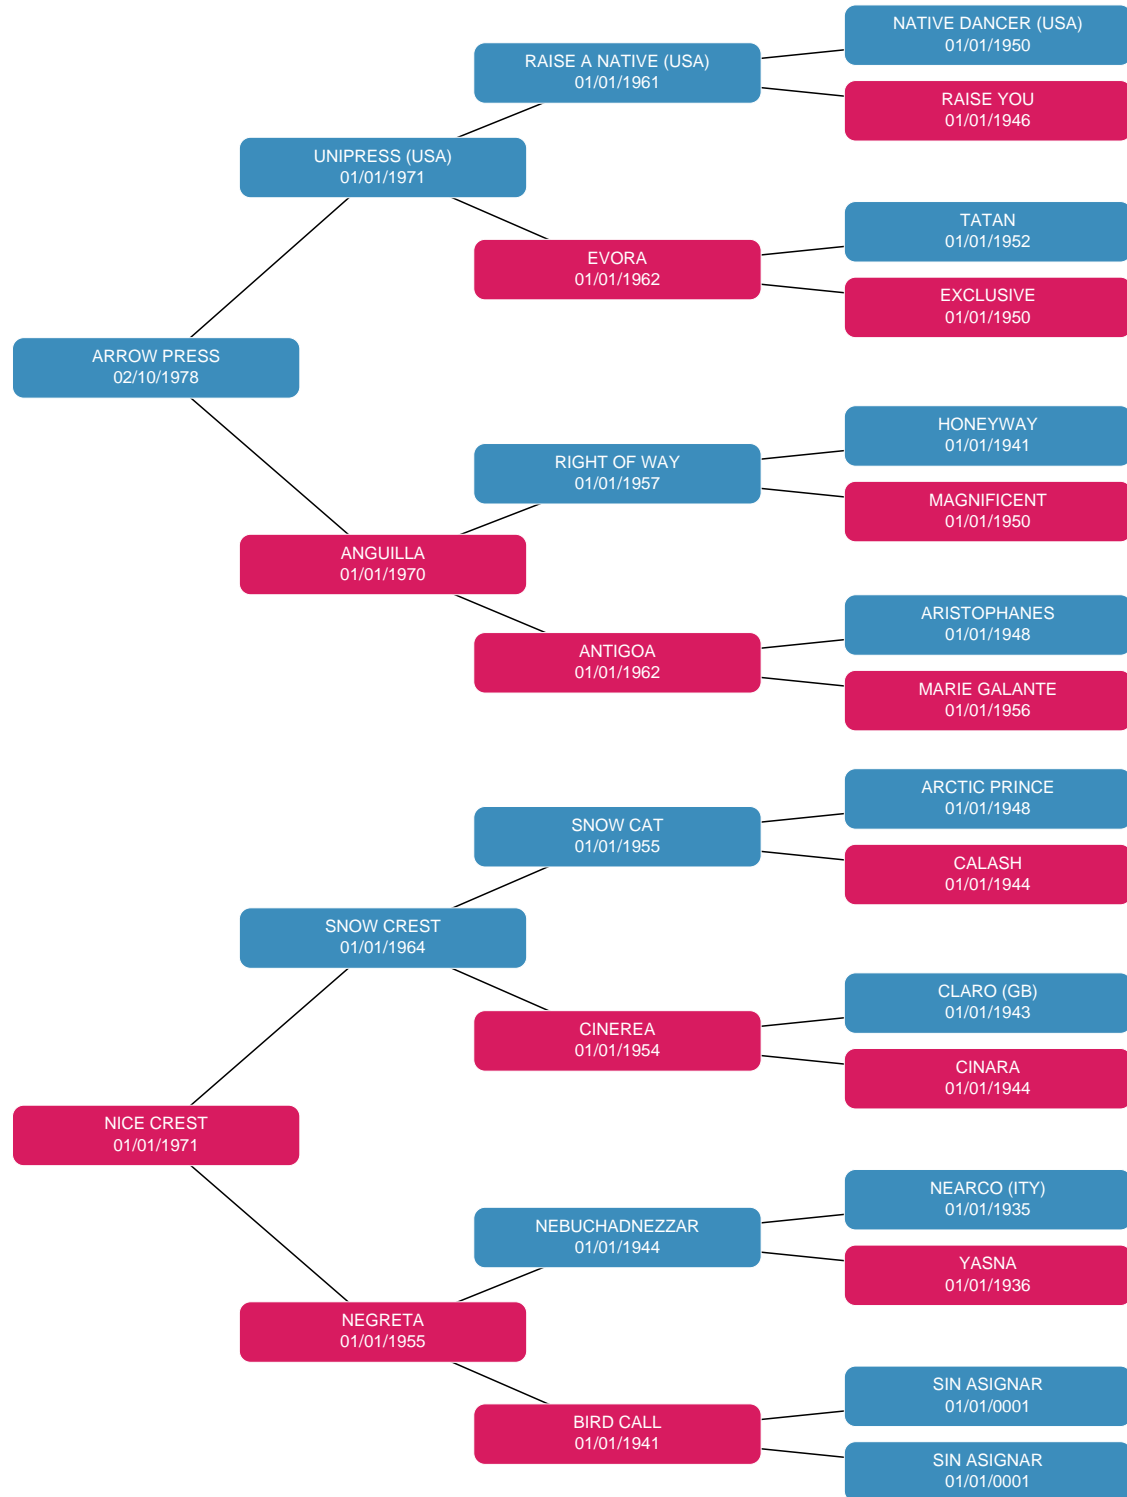 NATIVE DANCER (USA)
01/01/1950
RAISE A NATIVE (USA)
01/01/1961
RAISE YOU
01/01/1946
UNIPRESS (USA)
01/01/1971
TATAN
01/01/1952
EVORA
01/01/1962
EXCLUSIVE
01/01/1950
ARROW PRESS
02/10/1978
HONEYWAY
01/01/1941
RIGHT OF WAY
01/01/1957
MAGNIFICENT
01/01/1950
ANGUILLA
01/01/1970
ARISTOPHANES
01/01/1948
ANTIGOA
01/01/1962
MARIE GALANTE
01/01/1956
ARCTIC PRINCE
01/01/1948
SNOW CAT
01/01/1955
CALASH
01/01/1944
SNOW CREST
01/01/1964
CLARO (GB)
01/01/1943
CINEREA
01/01/1954
CINARA
01/01/1944
NICE CREST
01/01/1971
NEARCO (ITY)
01/01/1935
NEBUCHADNEZZAR
01/01/1944
YASNA
01/01/1936
NEGRETA
01/01/1955
SIN ASIGNAR
01/01/0001
BIRD CALL
01/01/1941
SIN ASIGNAR
01/01/0001